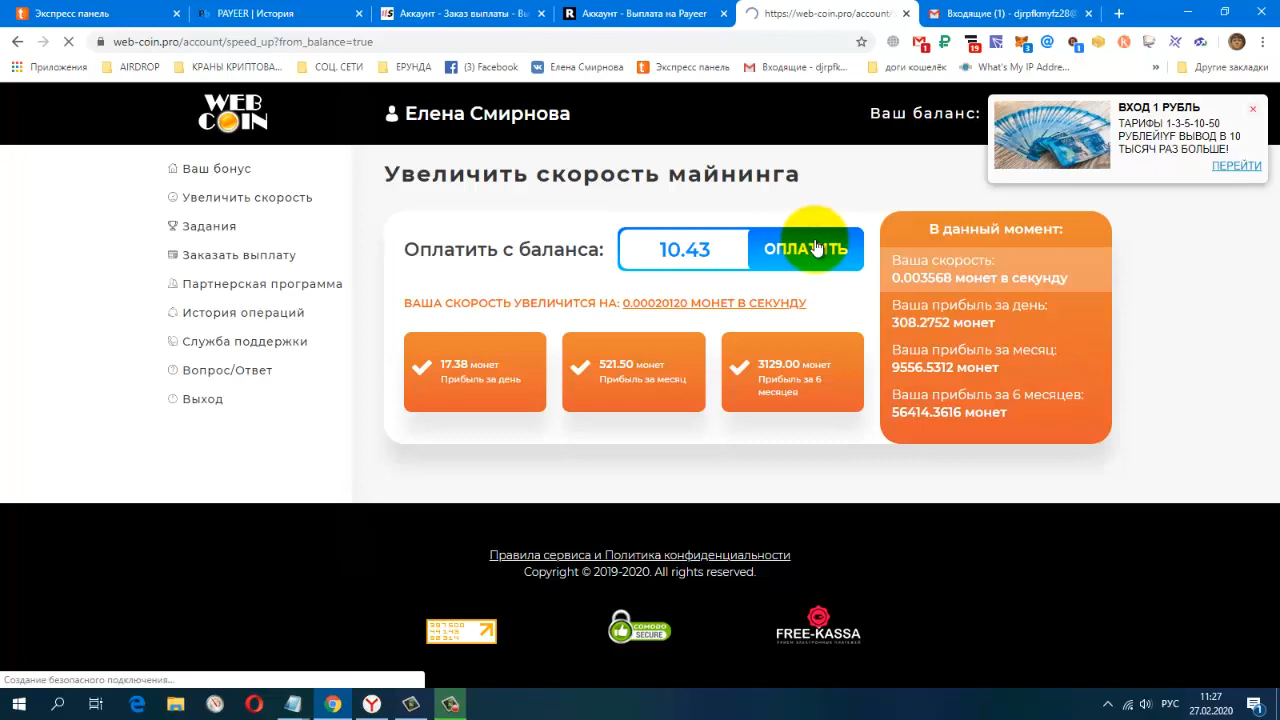 Экспресс панель
PAYEER | История
Аккаунт - Заказ выплаты - Вы
Аккаунт - Выплата на Payeer
https://web-coin.pro/account/
Входящие (1) - djrpfkmyfz28@
web-coin.pro/account/speed_up?from_balance=true
Приложения
AIRDROP
КРАНЫ КРИПТОВА...
СОЦ. СЕТИ
ЕРУНДА
(3) Facebook
Елена Смирнова
Экспресс панель
Входящие - djrpfk...
доги кошелёк
What's My IP Addre...
»
Другие закладки
WEB
COIN
Елена Смирнова
Ваш баланс:
ВХОД 1 РУБЛЬ
ТАРИФЫ 1-3-5-10-50
РУБЛЕЙ!YF ВЫВОД В 10
ТЫСЯЧ РАЗ БОЛЬШЕ!
ПЕРЕЙТИ
Ваш бонус
Увеличить скорость
Задания
Заказать выплату
Партнерская программа
История операций
Служба поддержки
Вопрос/Ответ
Выход
Увеличить скорость майнинга
Оплатить с баланса:
10.43
ОПЛАТИТЬ
ВАША СКОРОСТЬ УВЕЛИЧИТСЯ НА: 0.00020120 МОНЕТ В СЕКУНДУ
17.38 монет
Прибыль за день
521.50 монет
Прибыль за месяц
3129.00 монет
Прибыль за 6
месяцев
В данный момент:
Ваша скорость:
0.003568 монет в секунду
Ваша прибыль за день:
308.2752 монет
Ваша прибыль за месяц:
9556.5312 монет
Ваша прибыль за 6 месяцев:
56414.3616 монет
Правила сервиса и Политика конфиденциальности
Copyright © 2019-2020. All rights reserved.
COMODO
SECURE
FREE-KASSA
Создание безопасного подключения...
РУС
11:27
27.02.2020